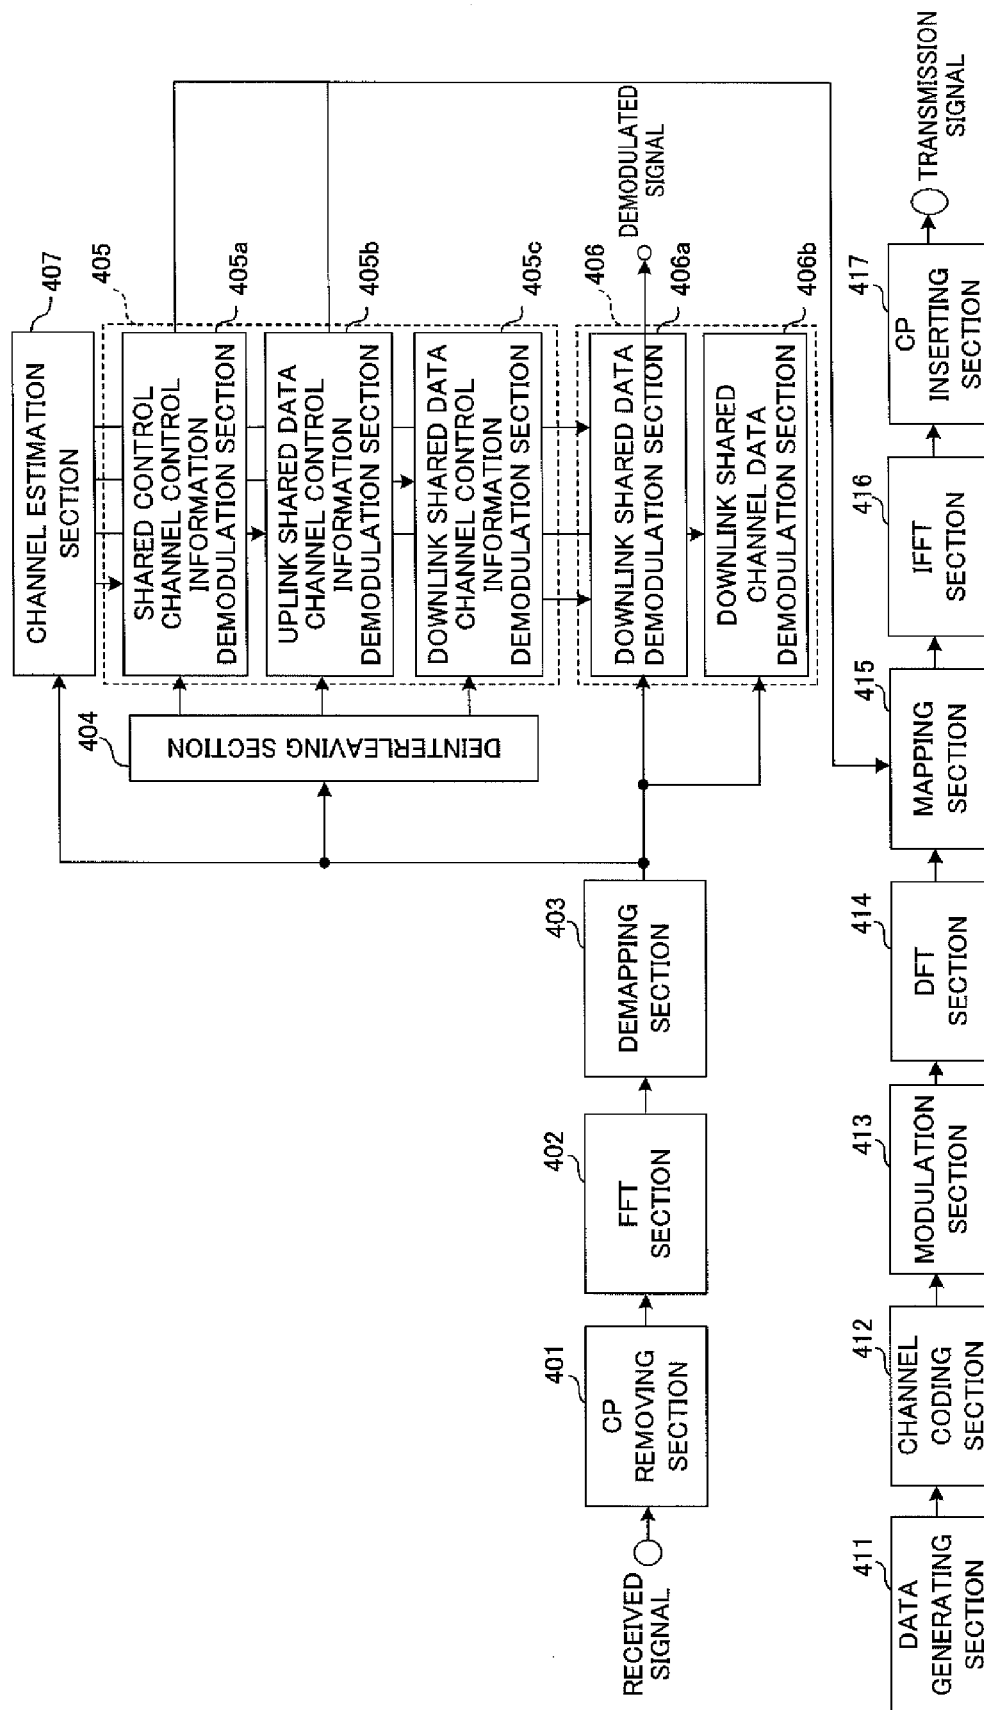 RECEIVED
SIGNAL
401
CP
REMOVING
SECTION
402
FFT
SECTION
403
DEMAPPING
SECTION
404
DEINTERLEAVING SECTION
407
CHANNEL ESTIMATION
SECTION
405
SHARED CONTROL
CHANNEL CONTROL
INFORMATION
DEMODULATION SECTION
405a
UPLINK SHARED DATA
CHANNEL CONTROL
INFORMATION
DEMODULATION SECTION
405b
DOWNLINK SHARED DATA
CHANNEL CONTROL
INFORMATION
DEMODULATION SECTION
405c
406
DOWNLINK SHARED DATA
DEMODULATION SECTION
406a
DOWNLINK SHARED
CHANNEL DATA
DEMODULATION SECTION
406b
DEMODULATED
SIGNAL
411
DATA
GENERATING
SECTION
412
CHANNEL
CODING
SECTION
413
MODULATION
SECTION
414
DFT
SECTION
415
MAPPING
SECTION
416
IFFT
SECTION
417
CP
INSERTING
SECTION
TRANSMISSION
SIGNAL